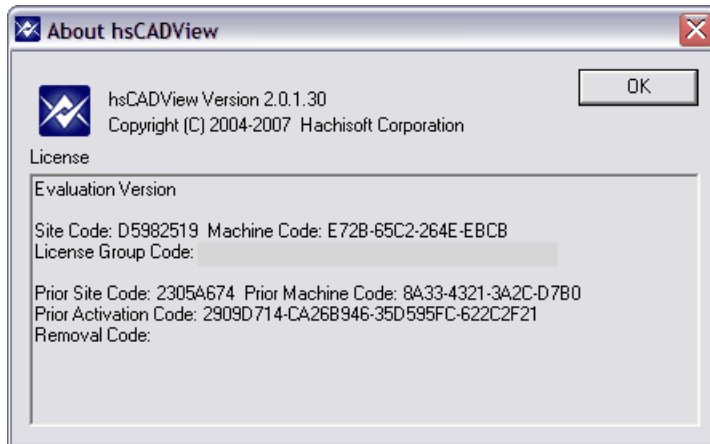 About hsCADView
OK
hsCADView Version 2.0.1.30
Copyright (C) 2004-2007 Hachisoft Corporation
License
Evaluation Version
Site Code: D5982519 Machine Code: E72B-65C2-264E-EBCB
License Group Code:
Prior Site Code: 2305A674 Prior Machine Code: 8A33-4321-3A2C-D7B0
Prior Activation Code: 2909D714-CA26B946-35D595FC-622C2F21
Removal Code: